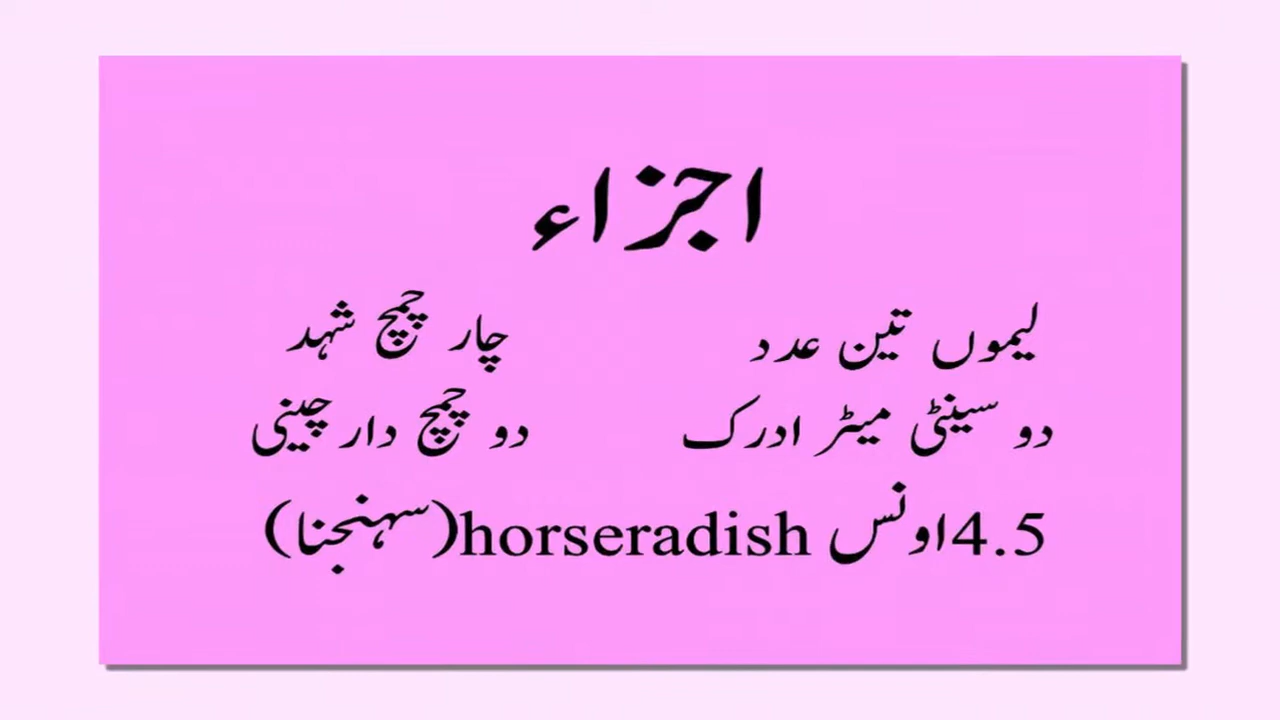 اجزاء
لیموں تین عدد چار چمچ شہد
دو سینٹی میٹر ادرک دو چمچ دار چینی
4.5اونس horseradish(سہنجنا)